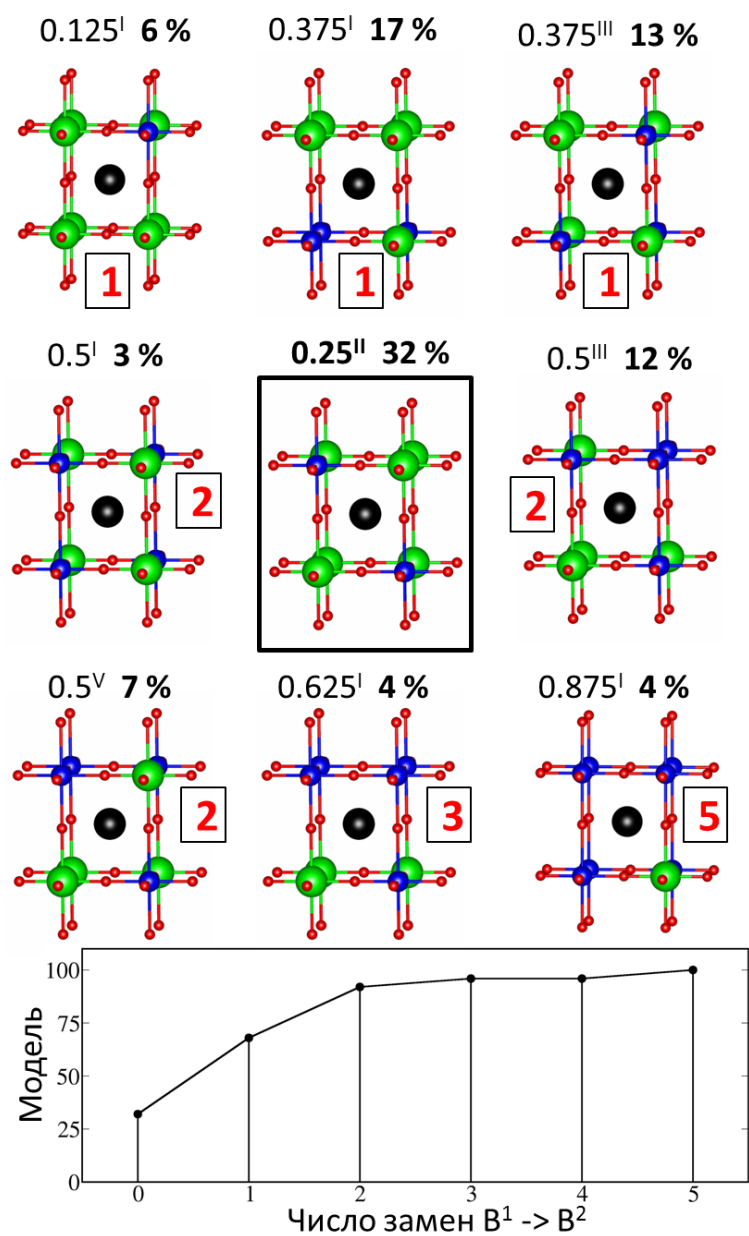 0.125ᴵ 6 % 0.375ᴵ 17 % 0.375ᴵᴵᴵ 13 %
1 1 1
0.5ᴵ 3 % 0.25ᴵᴵ 32 % 0.5ᴵᴵᴵ 12 %
2 2
0.5ⱽ 7 % 0.625ᴵ 4 % 0.875ᴵ 4 %
2 3 5
Модель
100
75
50
25
0
0 1 2 3 4 5
Число замен B¹ -> B²